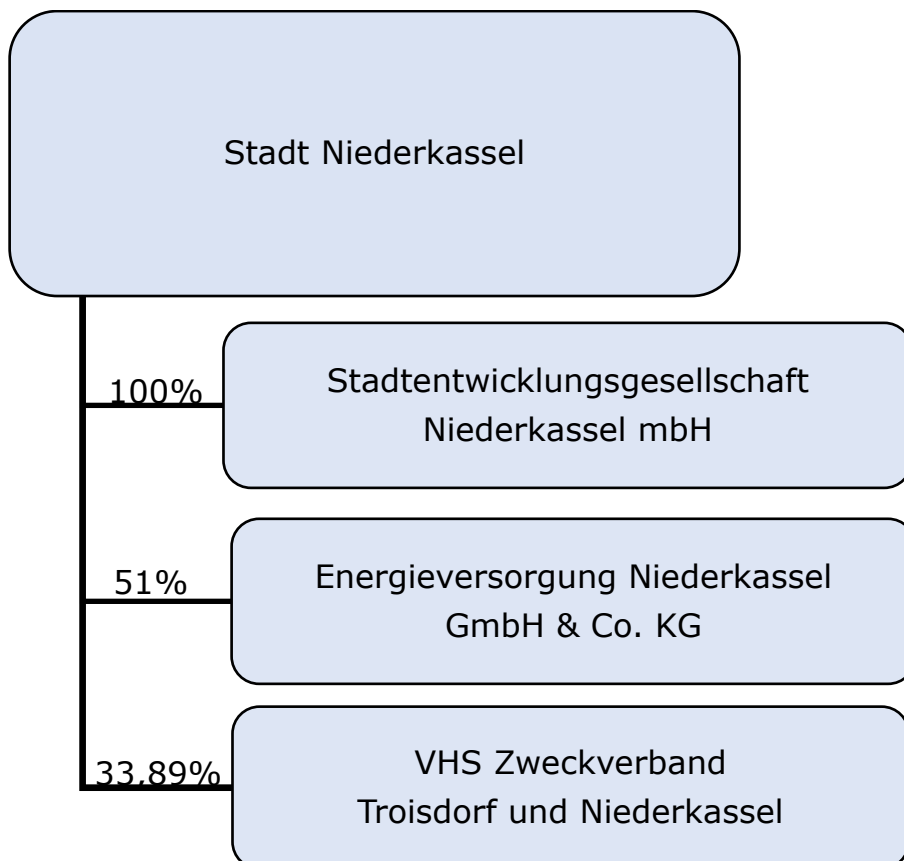 Stadt Niederkassel
100%
Stadtentwicklungsgesellschaft
Niederkassel mbH
51%
Energieversorgung Niederkassel
GmbH & Co. KG
33,89%
VHS Zweckverband
Troisdorf und Niederkassel